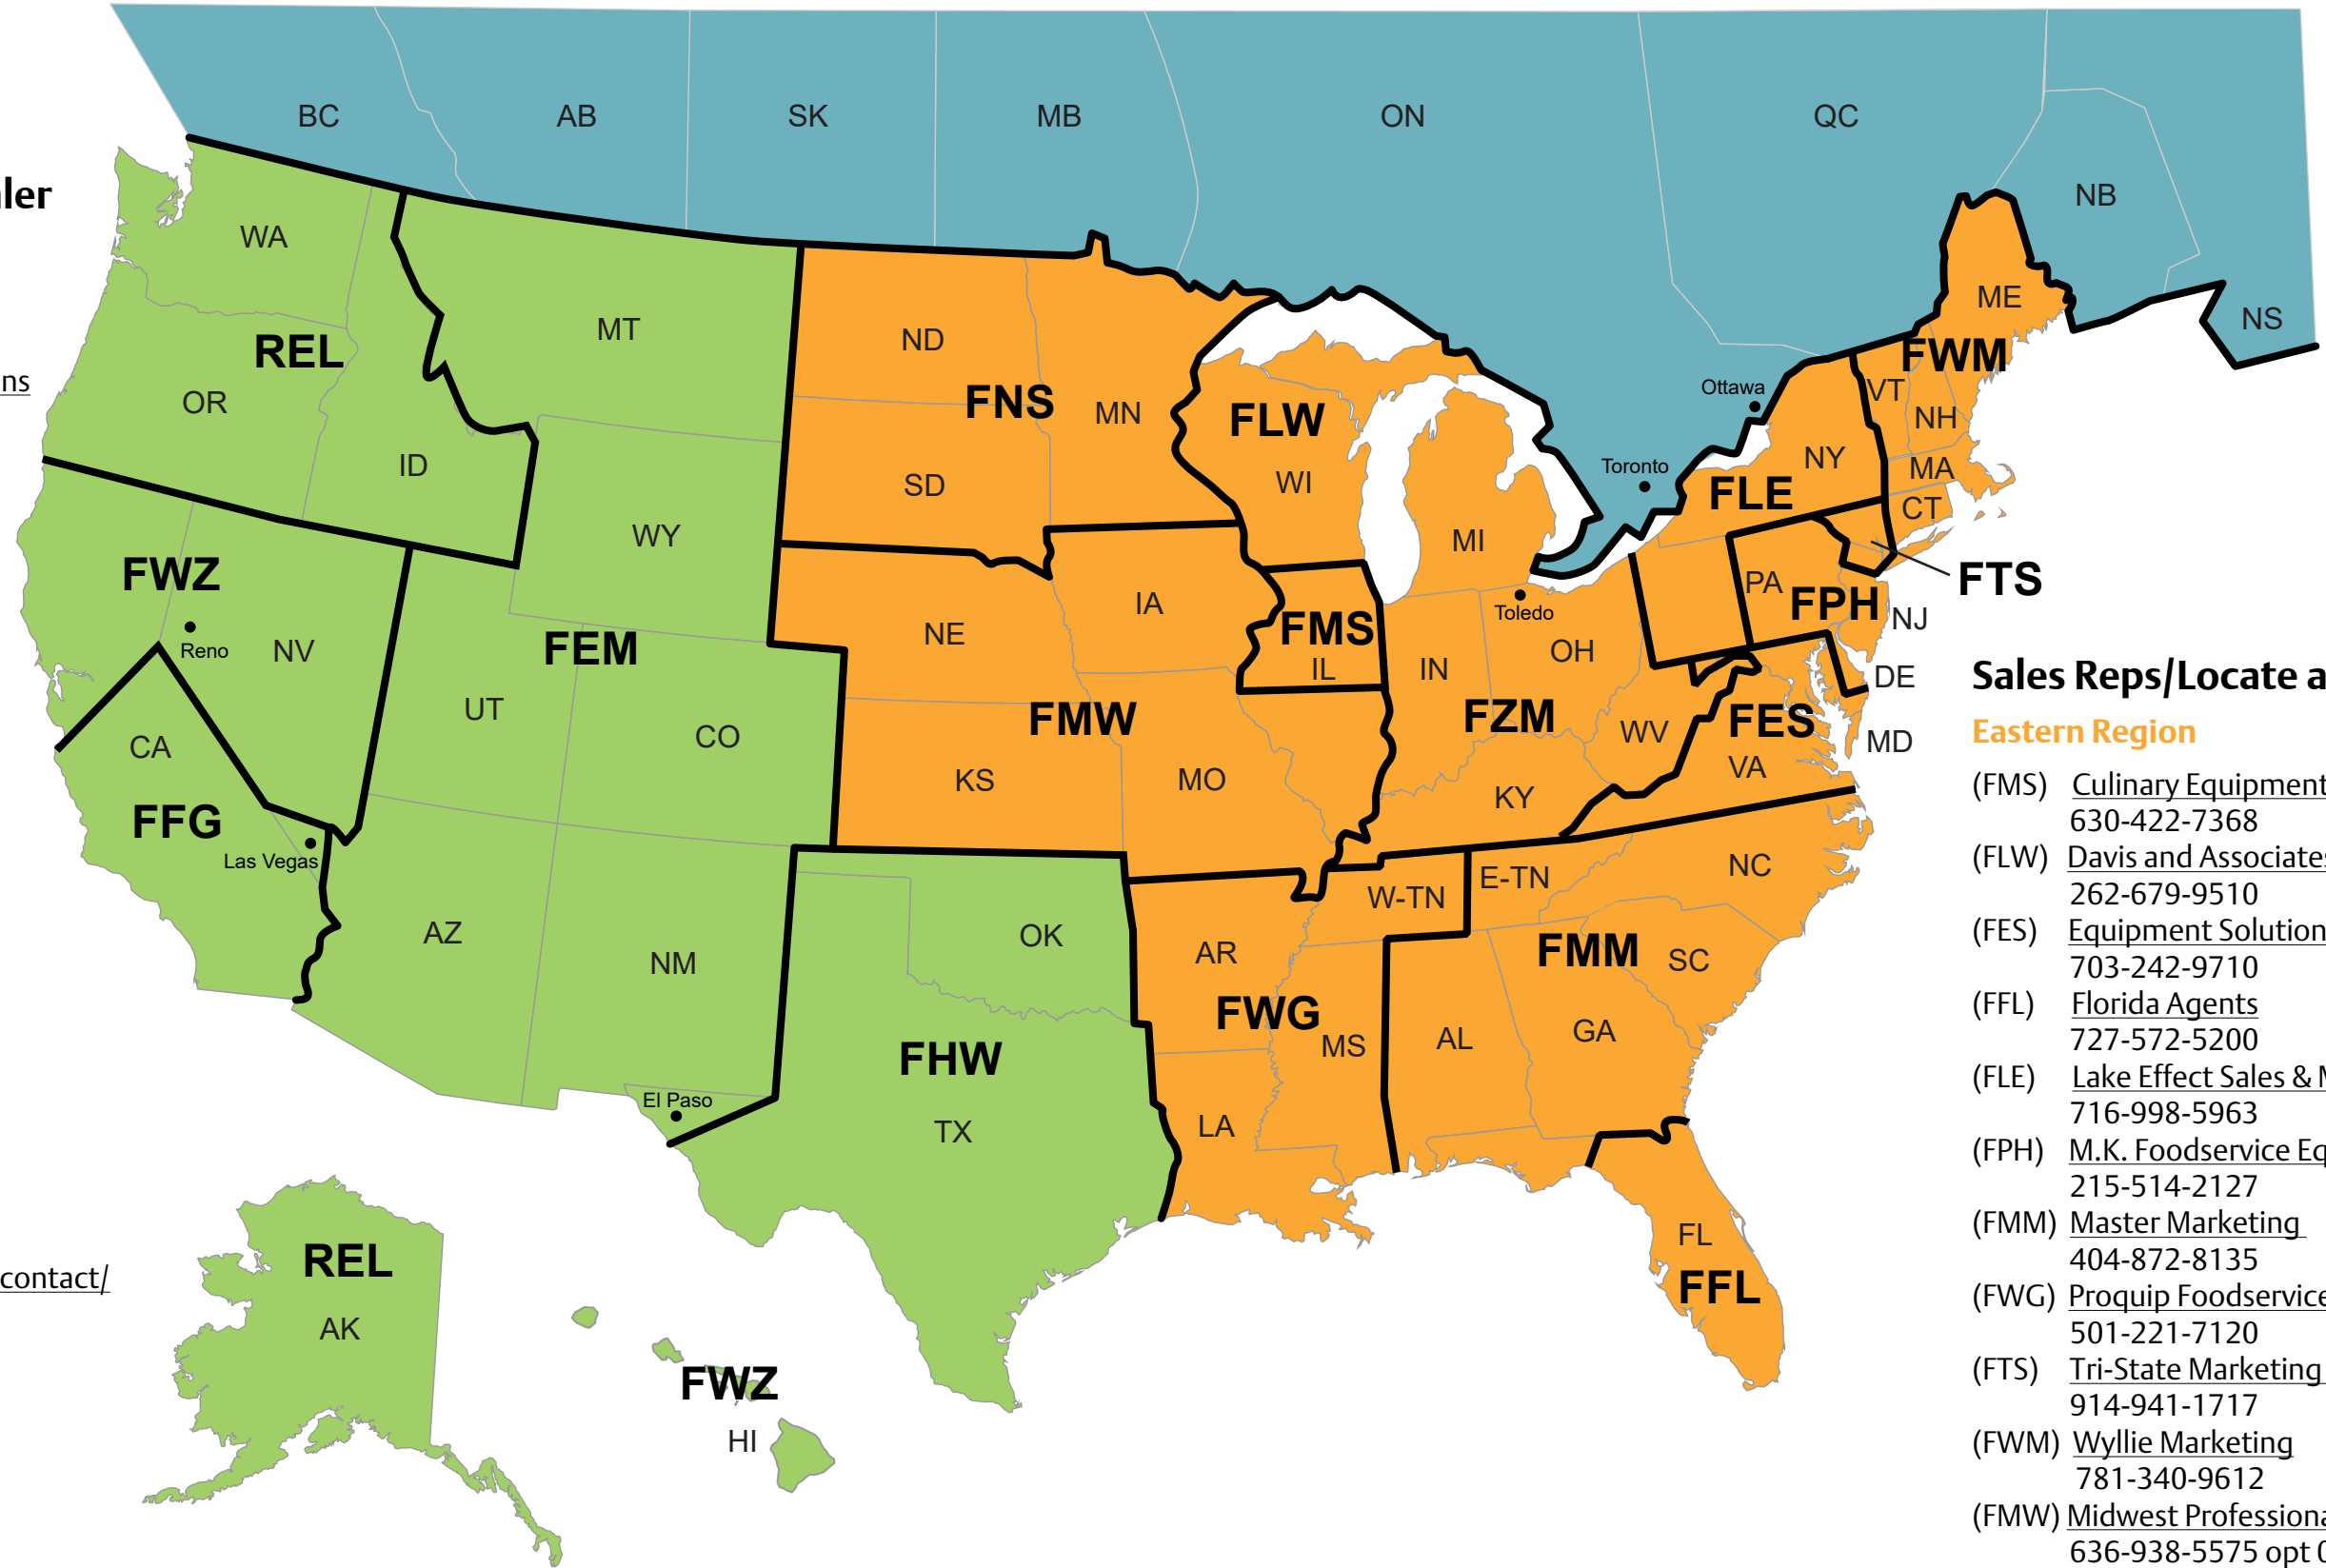 BC
AB
SK
MB
ON
QC
NB
NS
ler
ns
contact/
WA
OR
REL
ID
MT
WY
ND
SD
FNS
MN
FLW
WI
MI
Ottawa
Toronto
Toledo
ME
FWM
VT
NH
MA
CT
NY
FLE
FTS
PA
FPH
NJ
DE
MD
FWZ
Reno
NV
CA
FFG
Las Vegas
UT
FEM
CO
AZ
NM
El Paso
NE
IA
KS
FMW
MO
FMS
IL
IN
OH
FZM
WV
KY
FES
VA
OK
FHW
TX
AR
FWG
MS
LA
W-TN
E-TN
NC
FMM
SC
AL
GA
FL
FFL
REL
AK
FWZ
HI
Sales Reps/Locate a
Eastern Region
(FMS) Culinary Equipment
630-422-7368
(FLW) Davis and Associates
262-679-9510
(FES) Equipment Solution
703-242-9710
(FFL) Florida Agents
727-572-5200
(FLE) Lake Effect Sales & M
716-998-5963
(FPH) M.K. Foodservice Eq
215-514-2127
(FMM) Master Marketing
404-872-8135
(FWG) Proquip Foodservice
501-221-7120
(FTS) Tri-State Marketing
914-941-1717
(FWM) Wyllie Marketing
781-340-9612
(FMW) Midwest Professiona
636-938-5575 opt 0